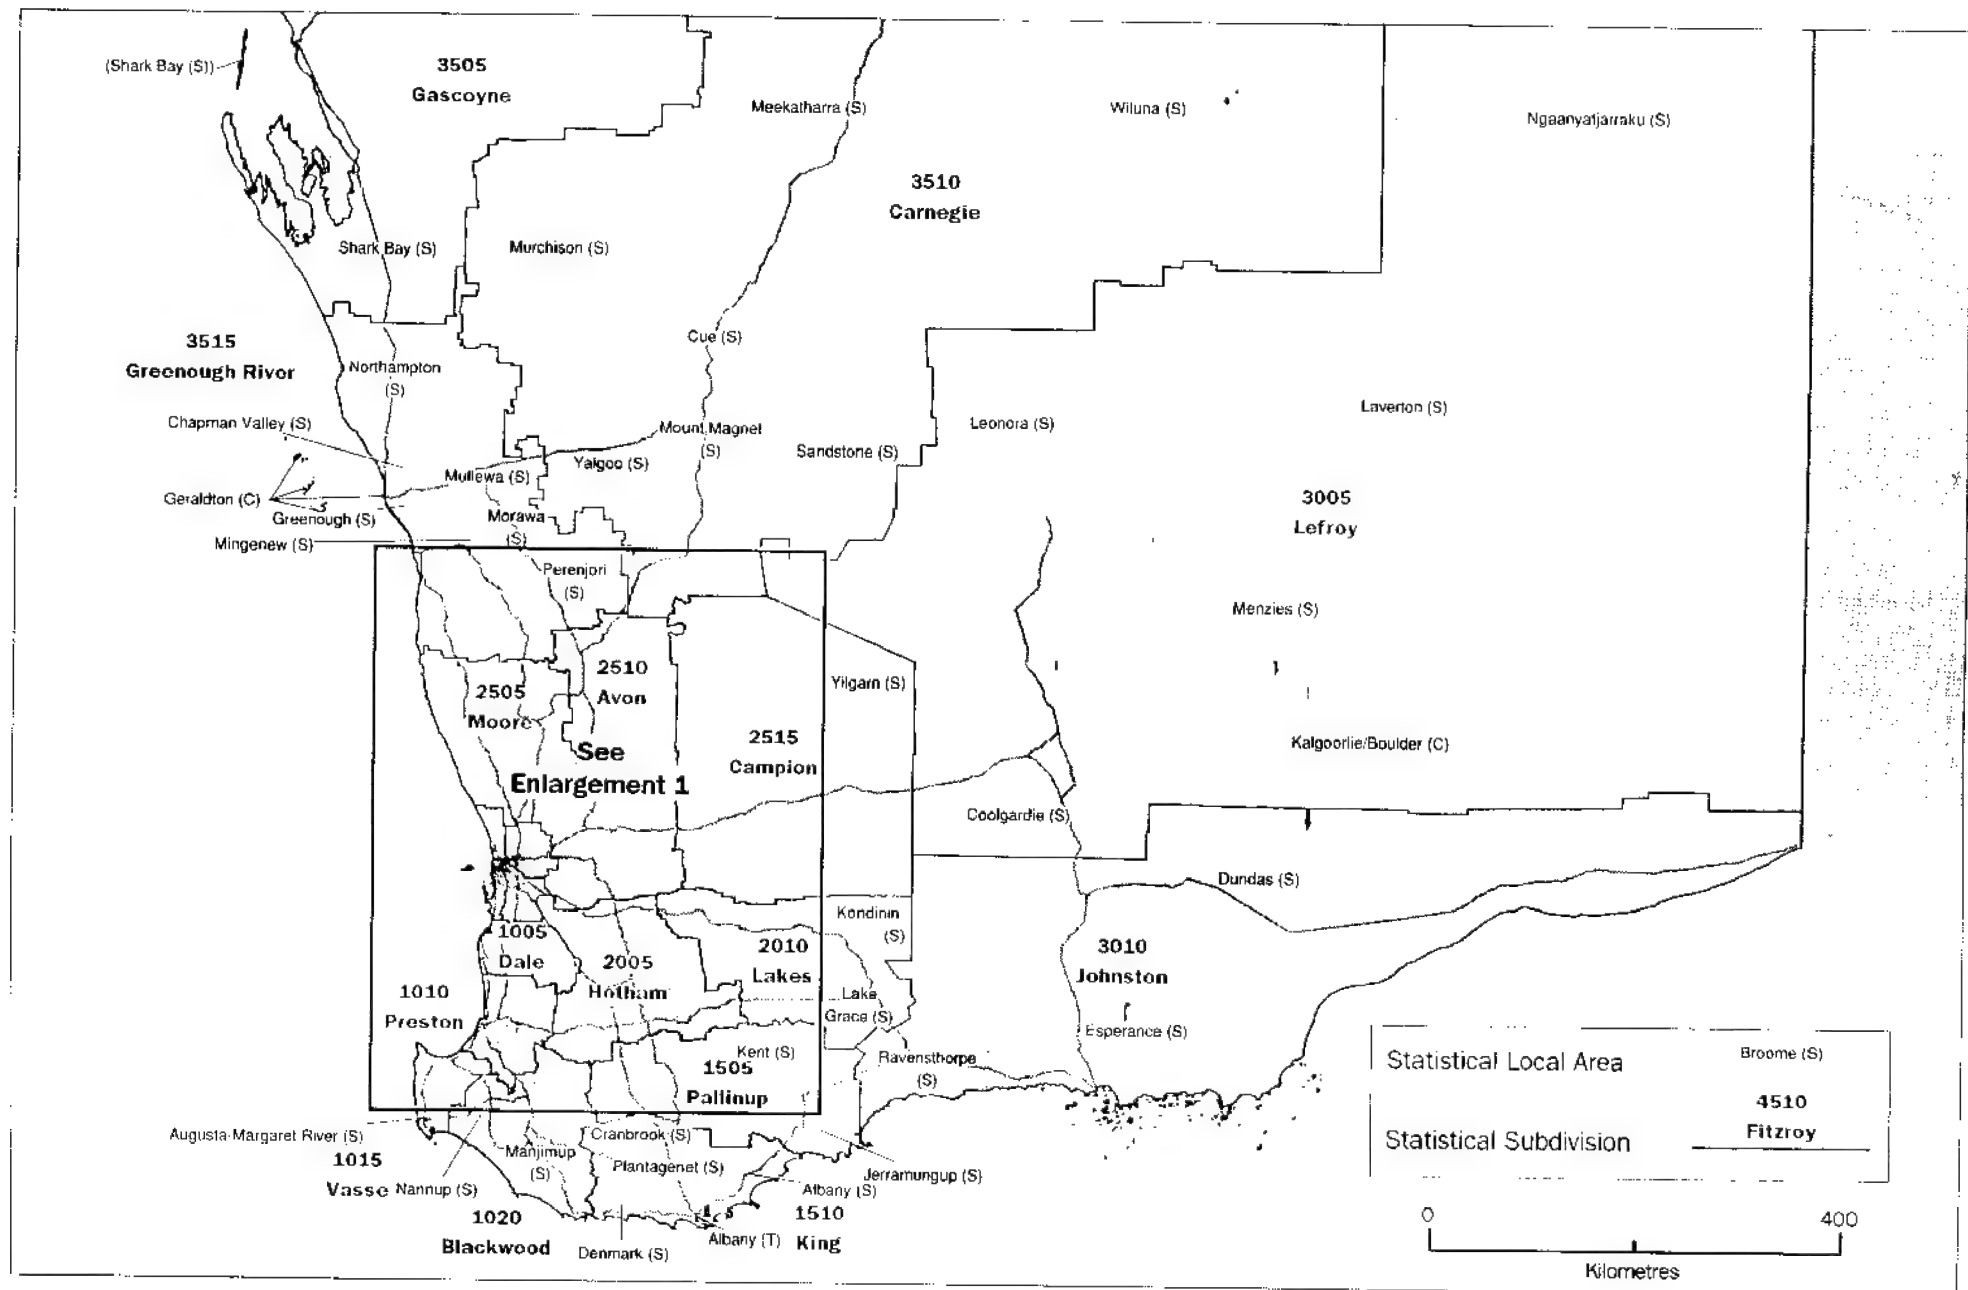 (Shark Bay (S))
3505
Gascoyne
Meekatharra (S)
Wiluna (S)
Ngaanyatjarraku (S)
3510
Carnegie
Shark Bay (S)
Murchison (S)
3515
Greenough River
Northampton
(S)
Cue (S)
Chapman Valley (S)
Mount Magnet
(S)
Sandstone (S)
Leonora (S)
Laverton (S)
Mullewa (S)
Yalgoo (S)
Geraldton (C)
Greenough (S)
Morawa
(S)
Mingenew (S)
3005
Lefroy
Perenjori
(S)
Menzies (S)
2510
Avon
2505
Moore
Yilgarn (S)
See
Enlargement 1
2515
Campion
Kalgoorlie/Boulder (C)
Coolgardie (S)
Dundas (S)
Kondinin
(S)
1005
Dale
2005
Hotham
2010
Lakes
3010
Johnston
1010
Preston
Lake
Grace (S)
Esperance (S)
Kent (S)
1505
Pallinup
Ravensthorpe
(S)
Augusta-Margaret River (S)
1015
Vasse
Nannup (S)
Manjimup
(S)
Cranbrook (S)
Plantagenet (S)
Jerramungup (S)
Albany (S)
1510
King
1020
Blackwood
Denmark (S)
Albany (T)
Statistical Local Area
Broome (S)
4510
Fitzroy
Statistical Subdivision
0
400
Kilometres